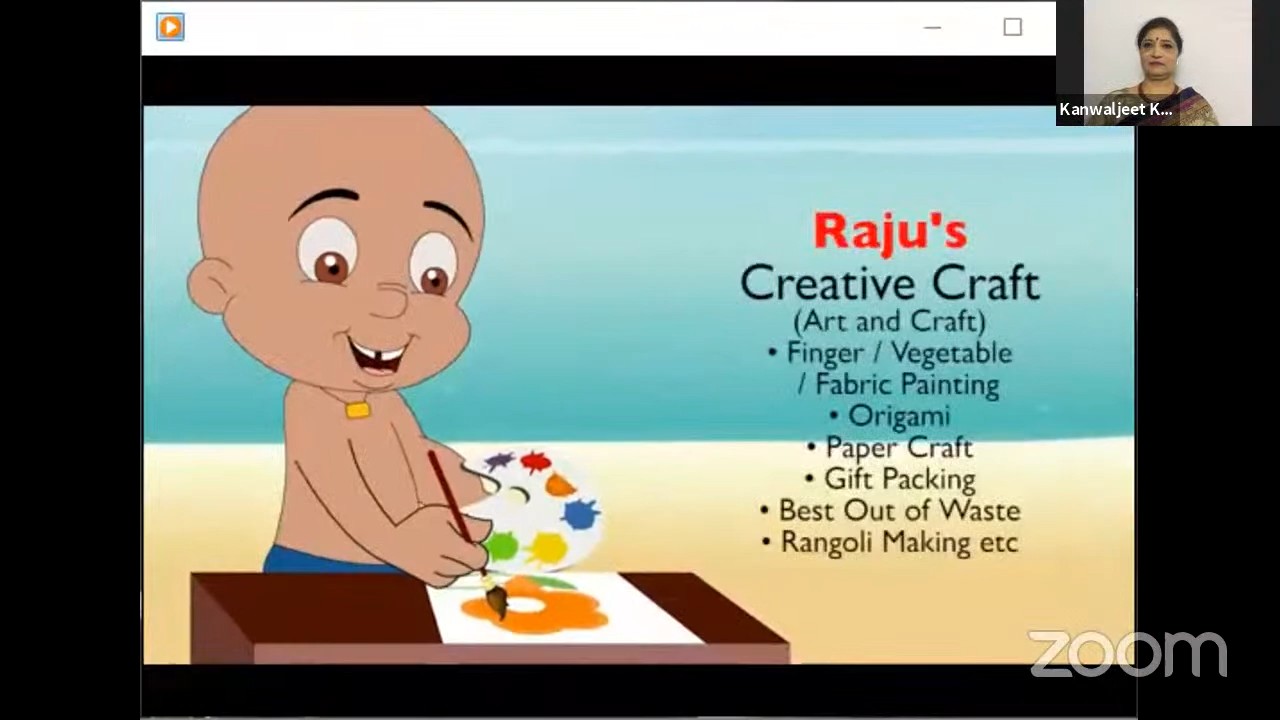 Kanwaljeet K...
Raju's
Creative Craft
(Art and Craft)
• Finger / Vegetable
/ Fabric Painting
• Origami
• Paper Craft
• Gift Packing
• Best Out of Waste
• Rangoli Making etc
zoom